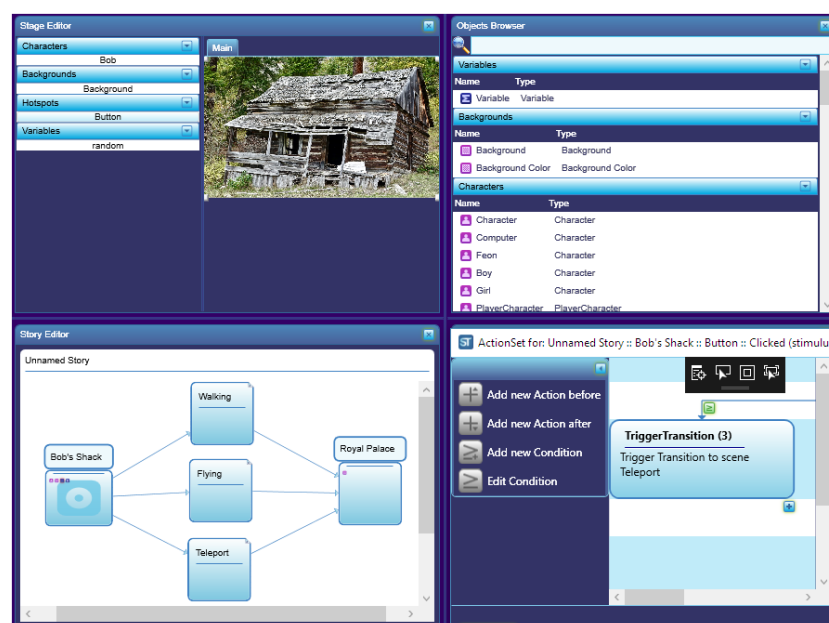 Stage Editor
Characters
Bob
Backgrounds
Background
Hotspots
Button
Variables
random
Main
Objects Browser
Variables
Name Type
Variable Variable
Backgrounds
Name Type
Background Background
Background Color Background Color
Characters
Name Type
Character Character
Computer Character
Feon Character
Boy Character
Girl Character
PlayerCharacter PlayerCharacter
Story Editor
Unnamed Story
Walking
Bob's Shack
Royal Palace
Flying
Teleport
ST ActionSet for: Unnamed Story :: Bob's Shack :: Button :: Clicked (stimulu
Add new Action before
Add new Action after
Add new Condition
Edit Condition
TriggerTransition (3)
Trigger Transition to scene
Teleport